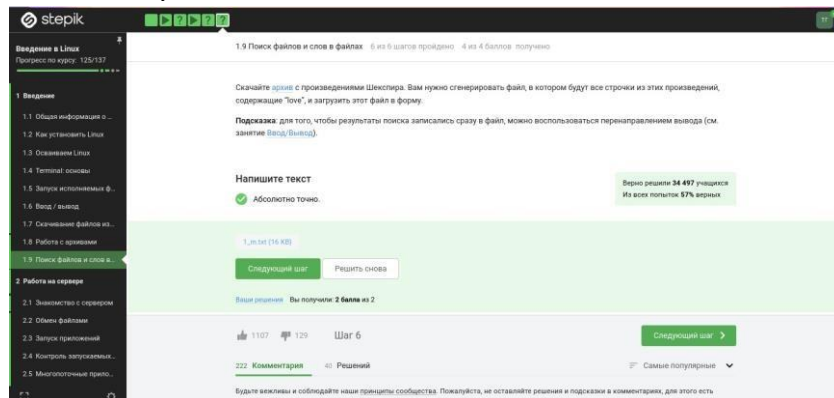 stepik
Введение в Linux
Прогресс по курсу: 125/137
1 Введение
1.1 Общая информация о ...
1.2 Как установить Linux
1.3 Осваиваем Linux
1.4 Terminal: основы
1.5 Запуск исполняемых ф...
1.6 Ввод / вывод
1.7 Скачивание файлов из...
1.8 Работа с архивами
1.9 Поиск файлов и слов в...
2 Работа на сервере
2.1 Знакомство с сервером
2.2 Обмен файлами
2.3 Запуск приложений
2.4 Контроль запускаемых...
2.5 Многопоточные прило...
1.9 Поиск файлов и слов в файлах 6 из 6 шагов пройдено 4 из 4 баллов получено
Скачайте архив с произведениями Шекспира. Вам нужно сгенерировать файл, в котором будут все
строчки из этих произведений,
содержащие "love", и загрузить этот файл в форму.
Подсказка: для того, чтобы результаты поиска записались сразу в файл, можно воспользоваться перенаправлением вывода (см.
занятие Ввод/Вывод).
Напишите текст
Абсолютно точно.
Верно решили 34 497 учащихся
Из всех попыток 57% верных
1_m.txt (16 KB)
Следующий шаг
Решить снова
Ваши решения Вы получили: 2 балла из 2
1107 129 Шаг 6
Следующий шаг
222 Комментария 40 Решений
Самые популярные
Будьте вежливы и соблюдайте наши принципы сообщества. Пожалуйста, не оставляйте решения и подсказки в комментариях, для этого есть